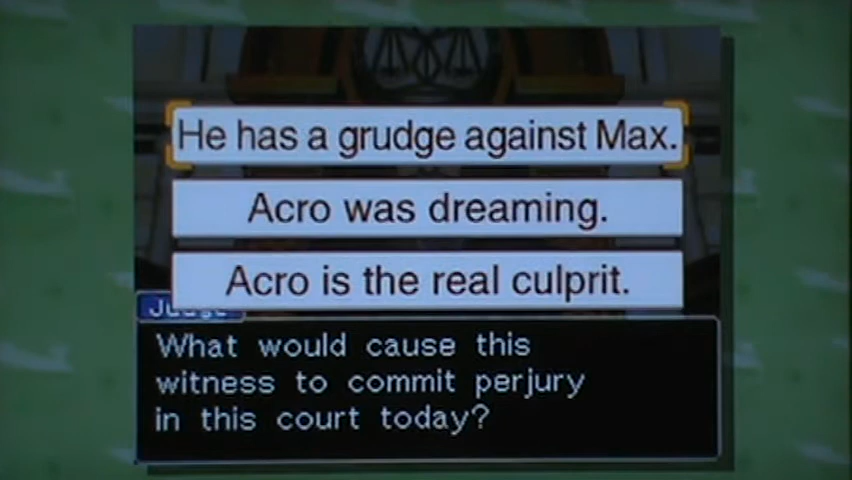 He has a grudge against Max.
Acro was dreaming.
Acro is the real culprit.
Judge
What would cause this
witness to commit perjury
in this court today?